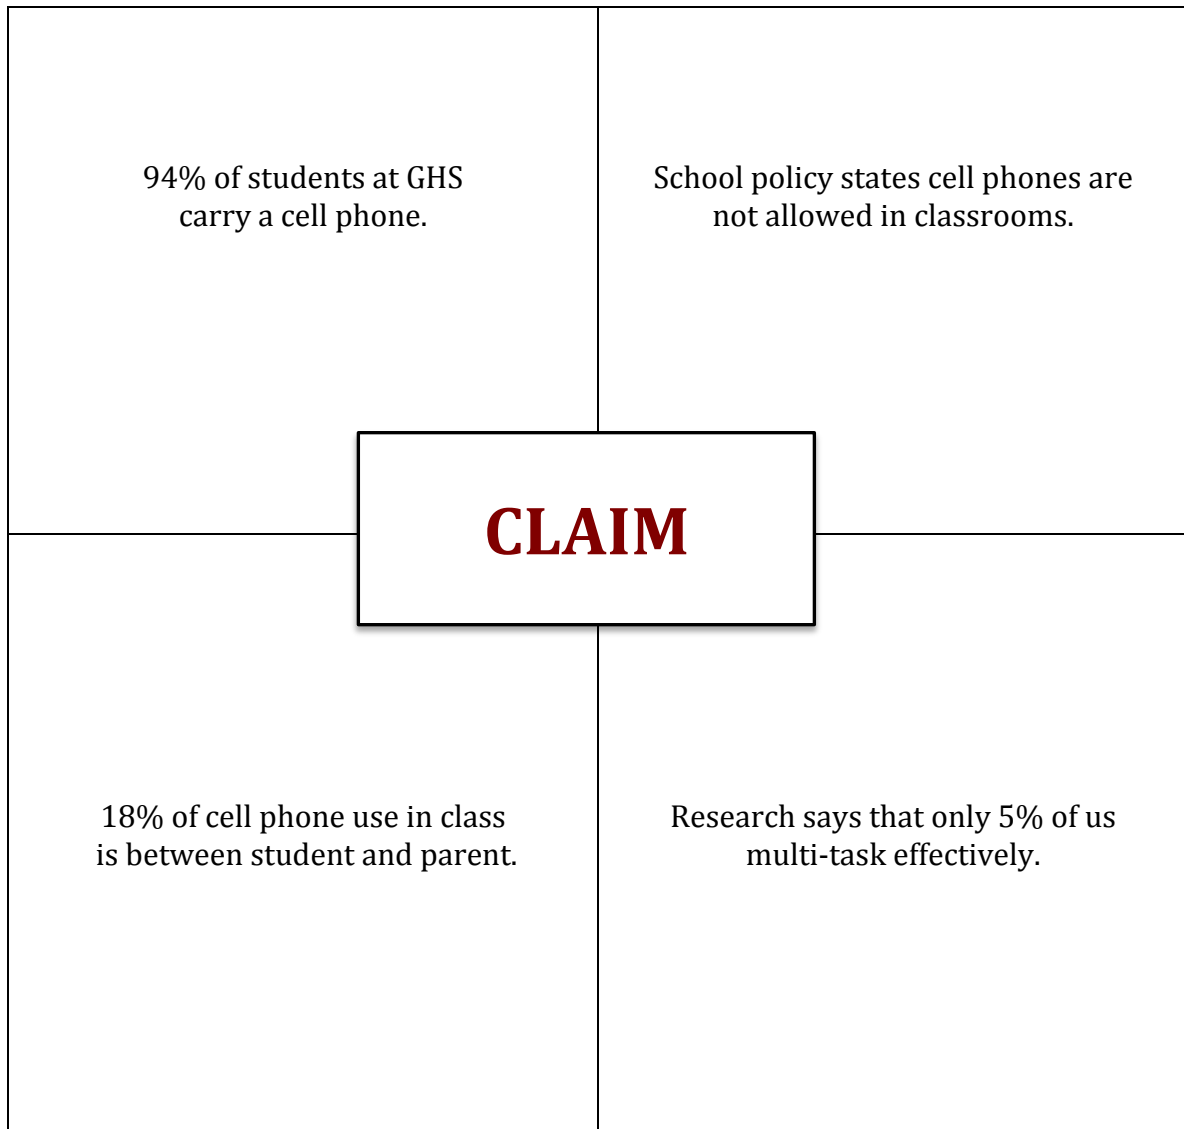 94% of students at GHS
carry a cell phone.
School policy states cell phones are
not allowed in classrooms.
CLAIM
18% of cell phone use in class
is between student and parent.
Research says that only 5% of us
multi-task effectively.